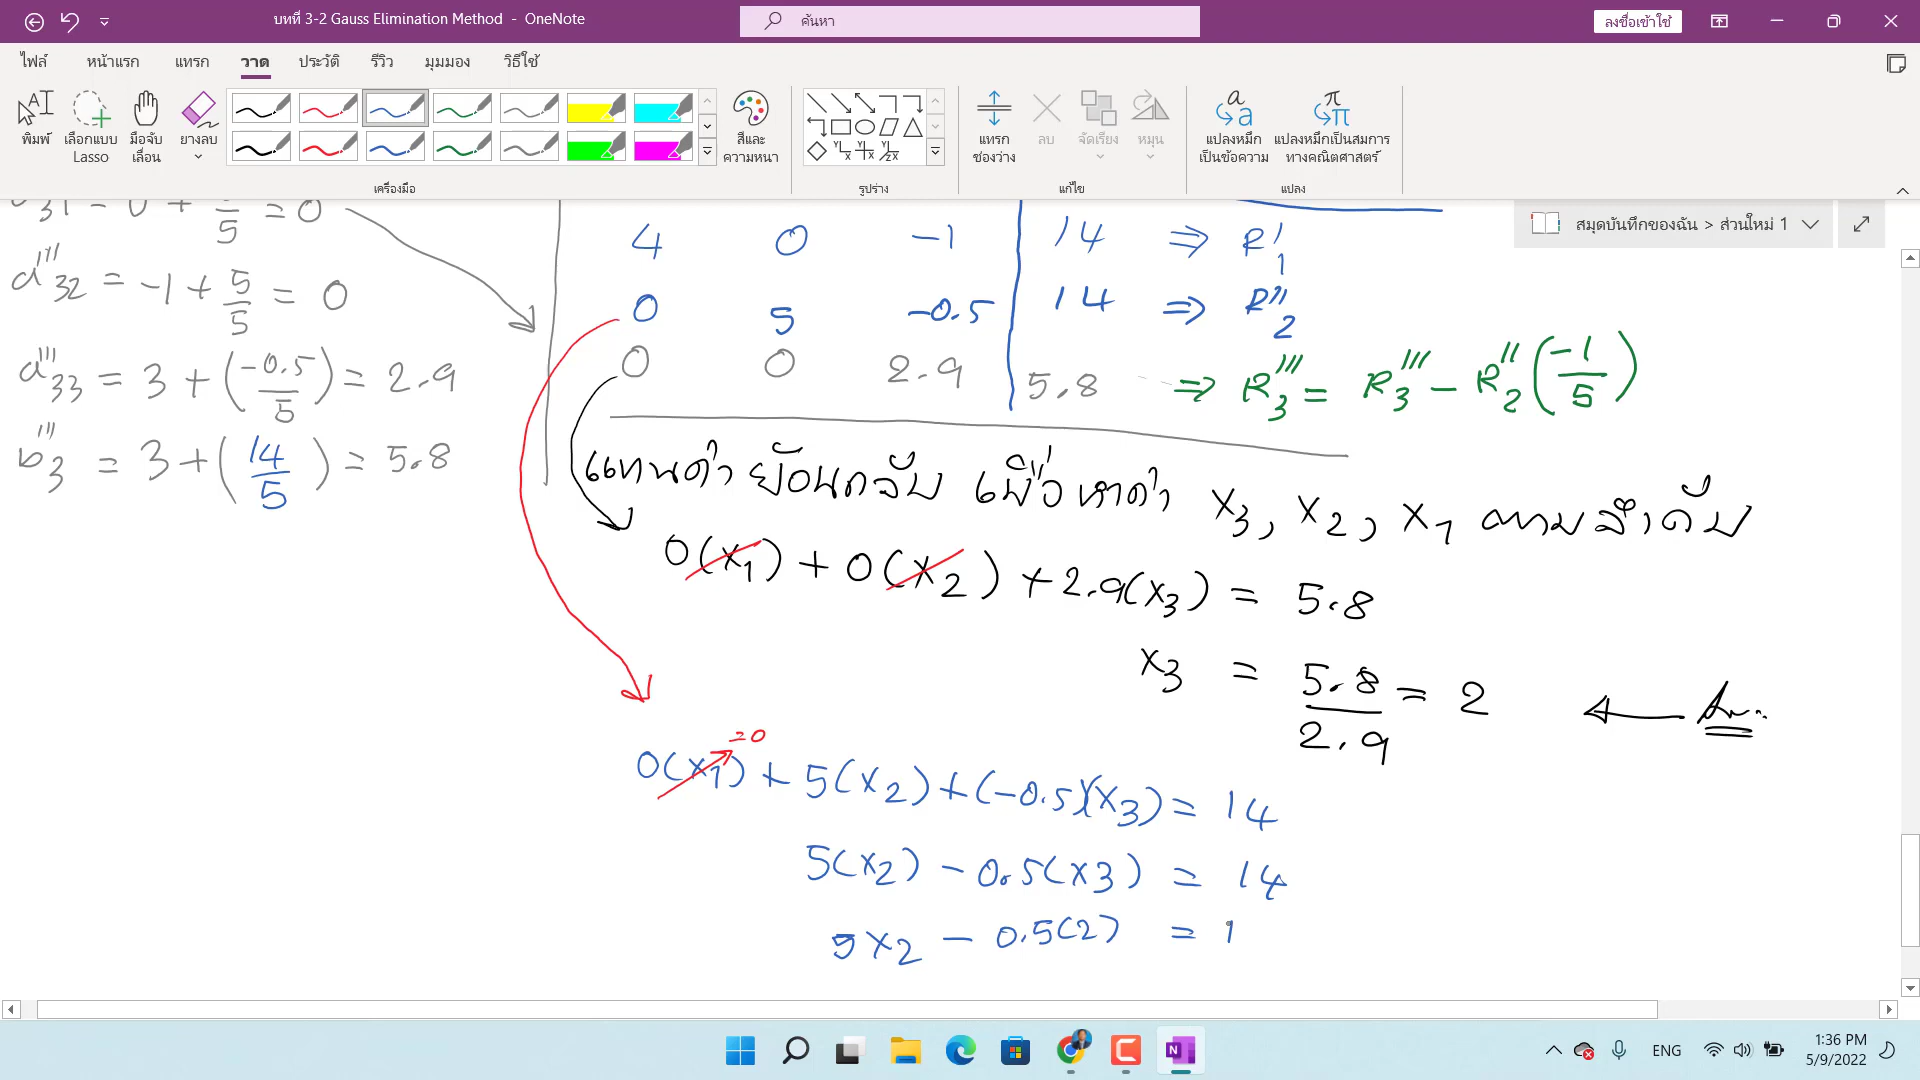 บทที่ 3-2 Gauss Elimination Method - OneNote
ค้นหา
ลงชื่อเข้าใช้
ไฟล์ หน้าแรก แทรก วาด ประวัติ รีวิว มุมมอง วิธีใช้
พิมพ์ เลือกแบบ Lasso มือจับเลื่อน ยางลบ สีและความหนา แทรกช่องว่าง ลบ จัดเรียง หมุน แปลงหมึกเป็นข้อความ แปลงหมึกเป็นสมการทางคณิตศาสตร์
เครื่องมือ รูปร่าง แก้ไข แปลง
สมุดบันทึกของฉัน > ส่วนใหม่ 1
a'''32 = -1 + 5/5 = 0
a'''33 = 3 + (-0.5/5) = 2.9
b'''3 = 3 + (14/5) = 5.8
4 0 -1 14 ⇒ R'1
0 5 -0.5 14 ⇒ R''2
0 0 2.9 5.8 ⇒ R'''3 = R'''3 - R''2(-1/5)
แทนค่าย้อนกลับ เพื่อหาค่า x3, x2, x1 ตามลำดับ
0(x1) + 0(x2) + 2.9(x3) = 5.8
x3 = 5.8/2.9 = 2 ← Ans.
=0
0(x1) + 5(x2) + (-0.5)(x3) = 14
5(x2) - 0.5(x3) = 14
5x2 - 0.5(2) = 1
ENG
1:36 PM
5/9/2022